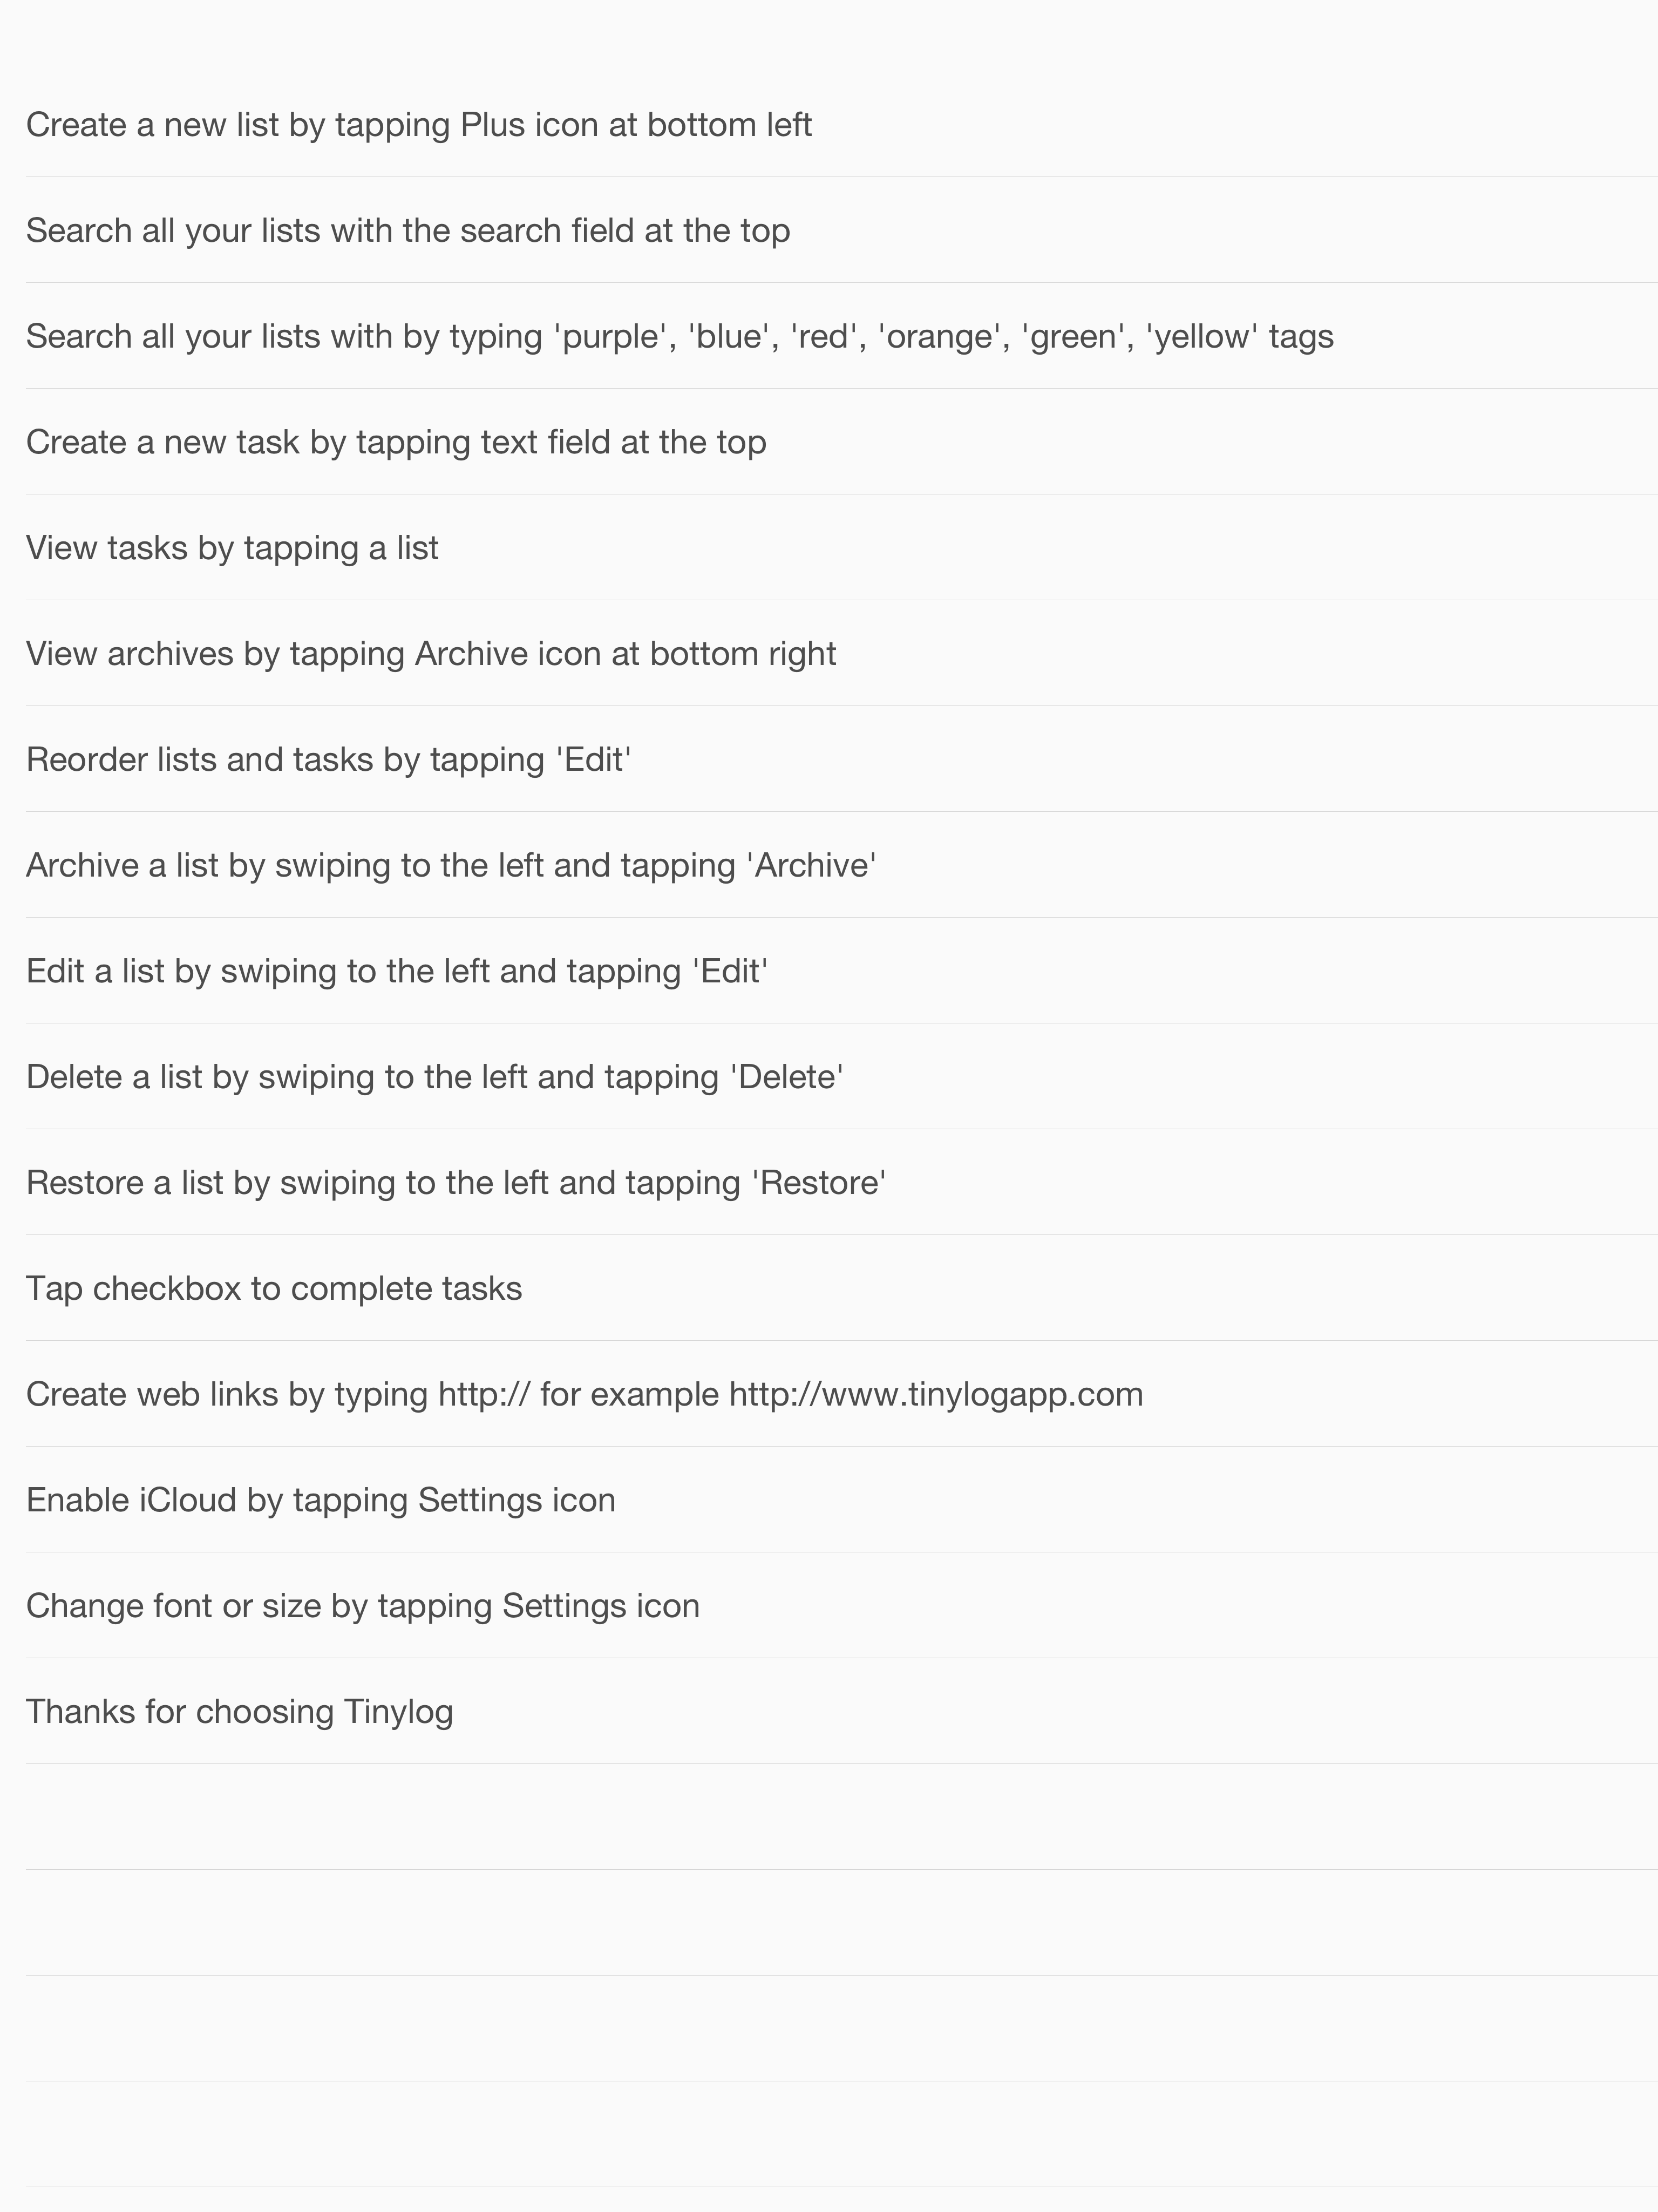 Create a new list by tapping Plus icon at bottom left
Search all your lists with the search field at the top
Search all your lists with by typing 'purple', 'blue', 'red', 'orange', 'green', 'yellow' tags
Create a new task by tapping text field at the top
View tasks by tapping a list
View archives by tapping Archive icon at bottom right
Reorder lists and tasks by tapping 'Edit'
Archive a list by swiping to the left and tapping 'Archive'
Edit a list by swiping to the left and tapping 'Edit'
Delete a list by swiping to the left and tapping 'Delete'
Restore a list by swiping to the left and tapping 'Restore'
Tap checkbox to complete tasks
Create web links by typing http:// for example http://www.tinylogapp.com
Enable iCloud by tapping Settings icon
Change font or size by tapping Settings icon
Thanks for choosing Tinylog